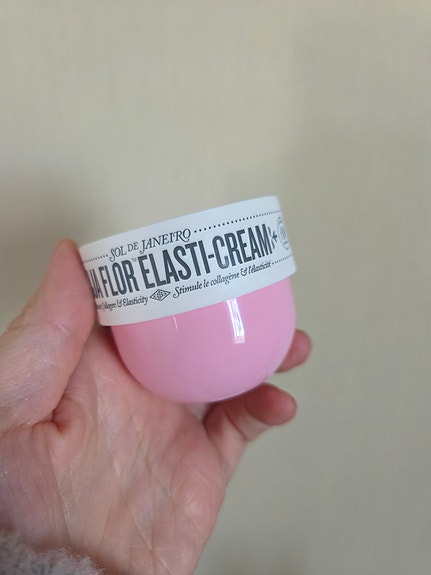 SOL DE JANEIRO
FLOR ELASTI-CREAM
Collagen & Elasticity Stimule le collagène & l'élasticité